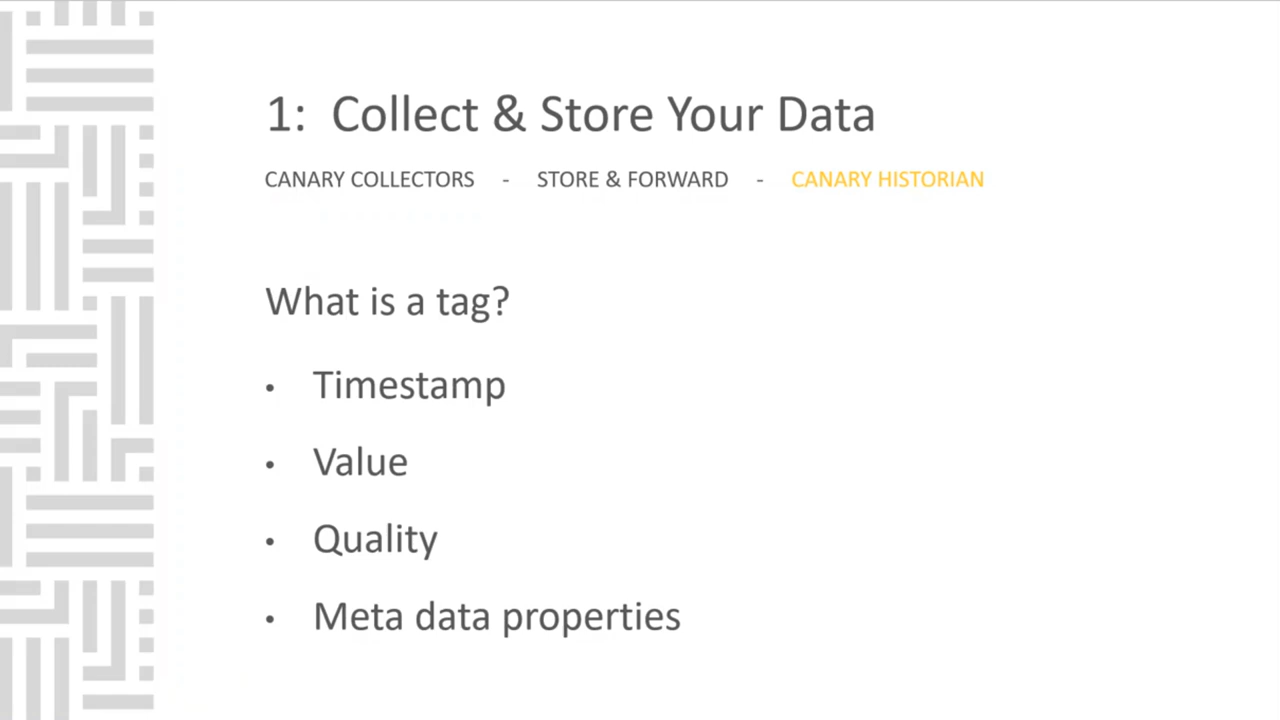 1: Collect & Store Your Data
CANARY COLLECTORS - STORE & FORWARD - CANARY HISTORIAN
What is a tag?
• Timestamp
• Value
• Quality
• Meta data properties